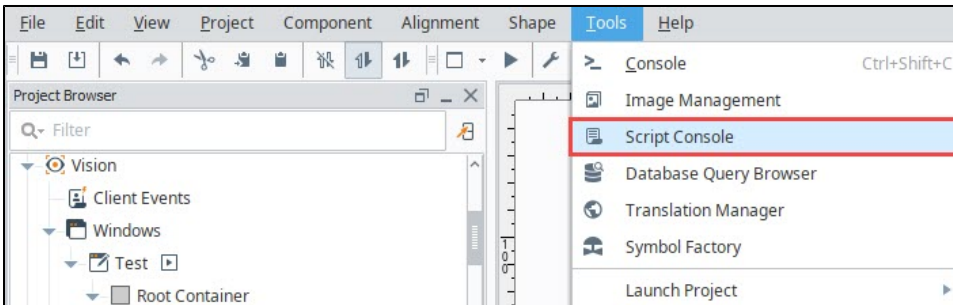 File Edit View Project Component Alignment Shape Tools Help
Project Browser
Filter
Vision
Client Events
Windows
Test
Root Container
100
Console Ctrl+Shift+C
Image Management
Script Console
Database Query Browser
Translation Manager
Symbol Factory
Launch Project